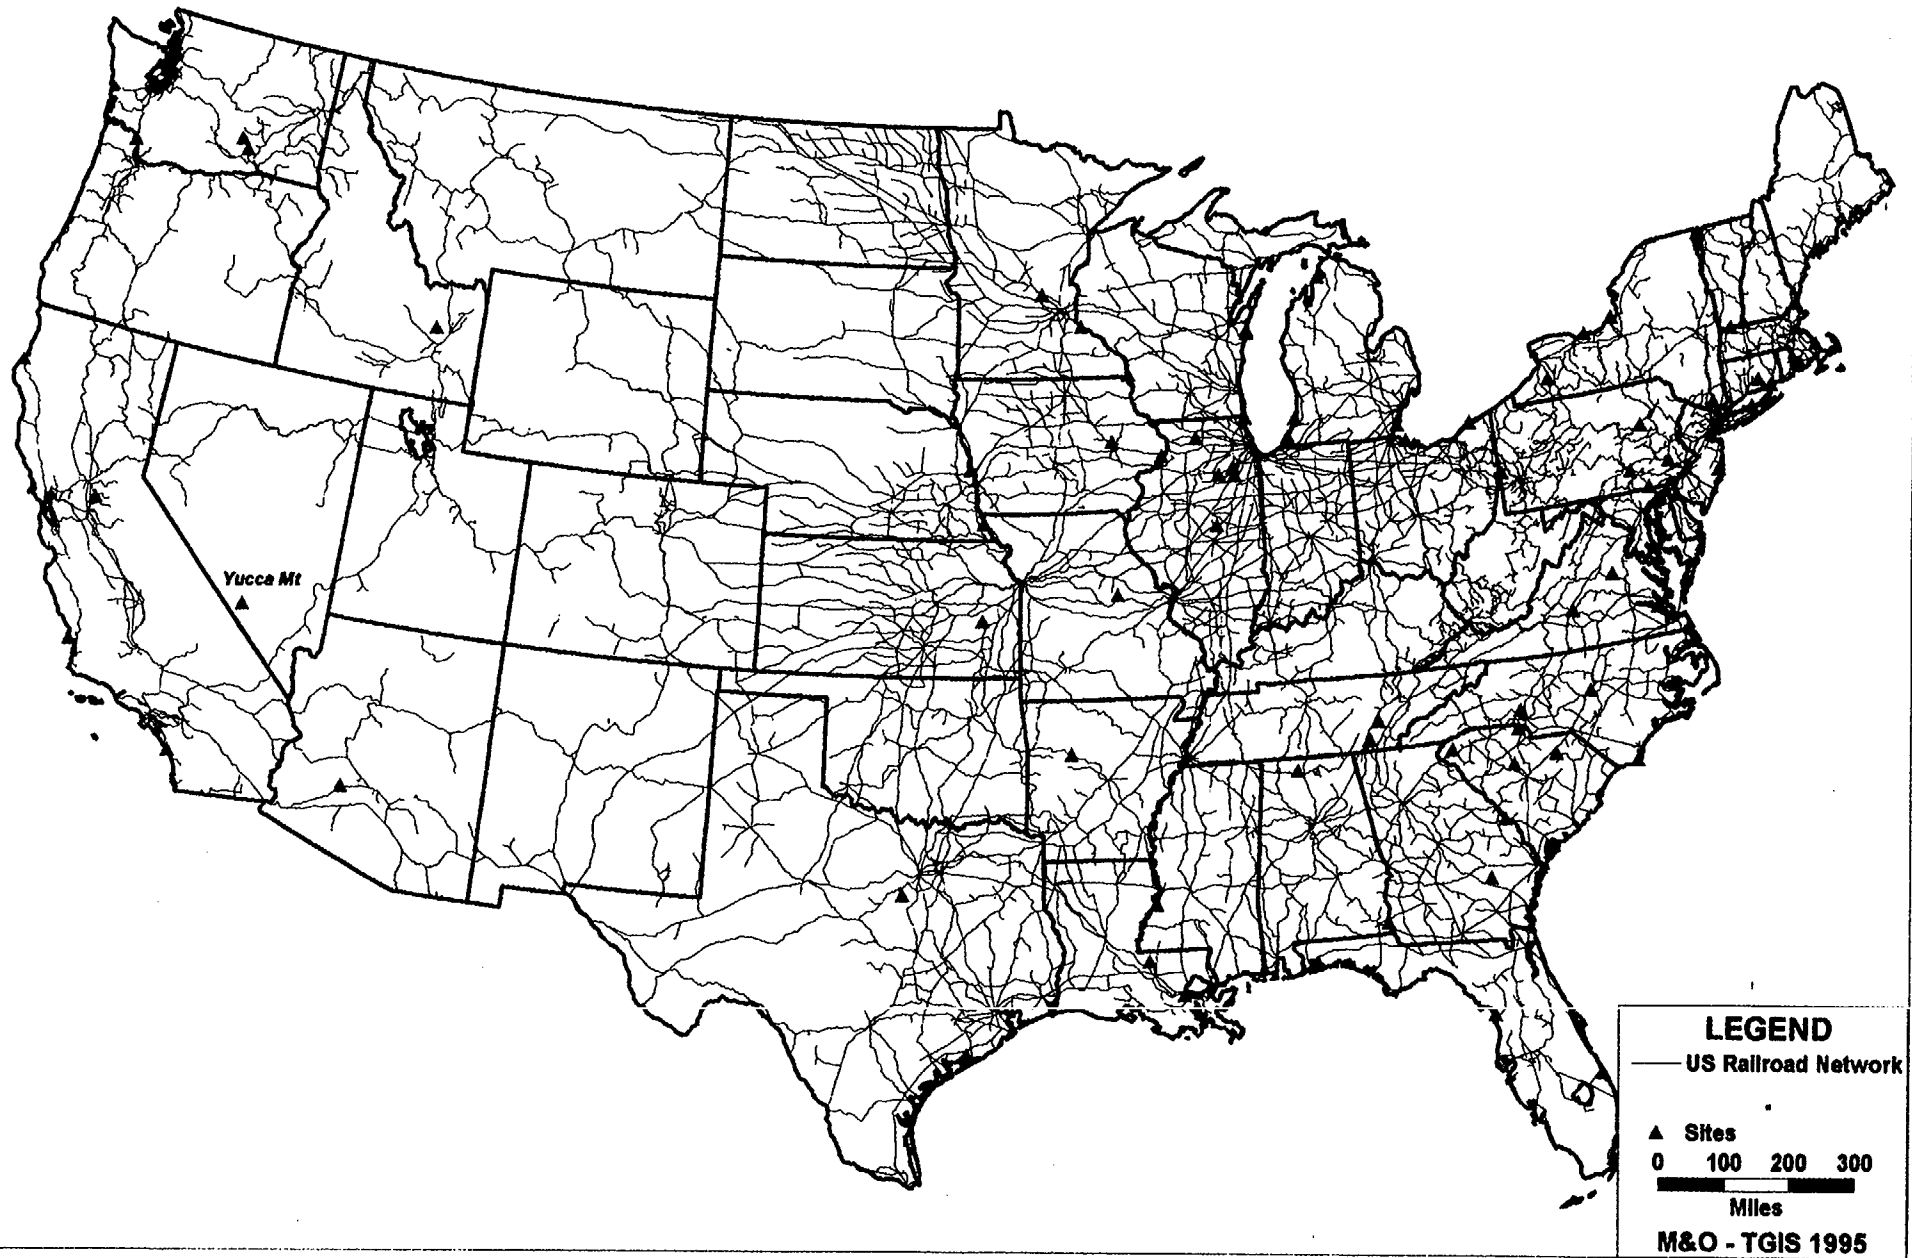 Yucca Mt
LEGEND
US Railroad Network
Sites
0 100 200 300
Miles
M&O - TGIS 1995